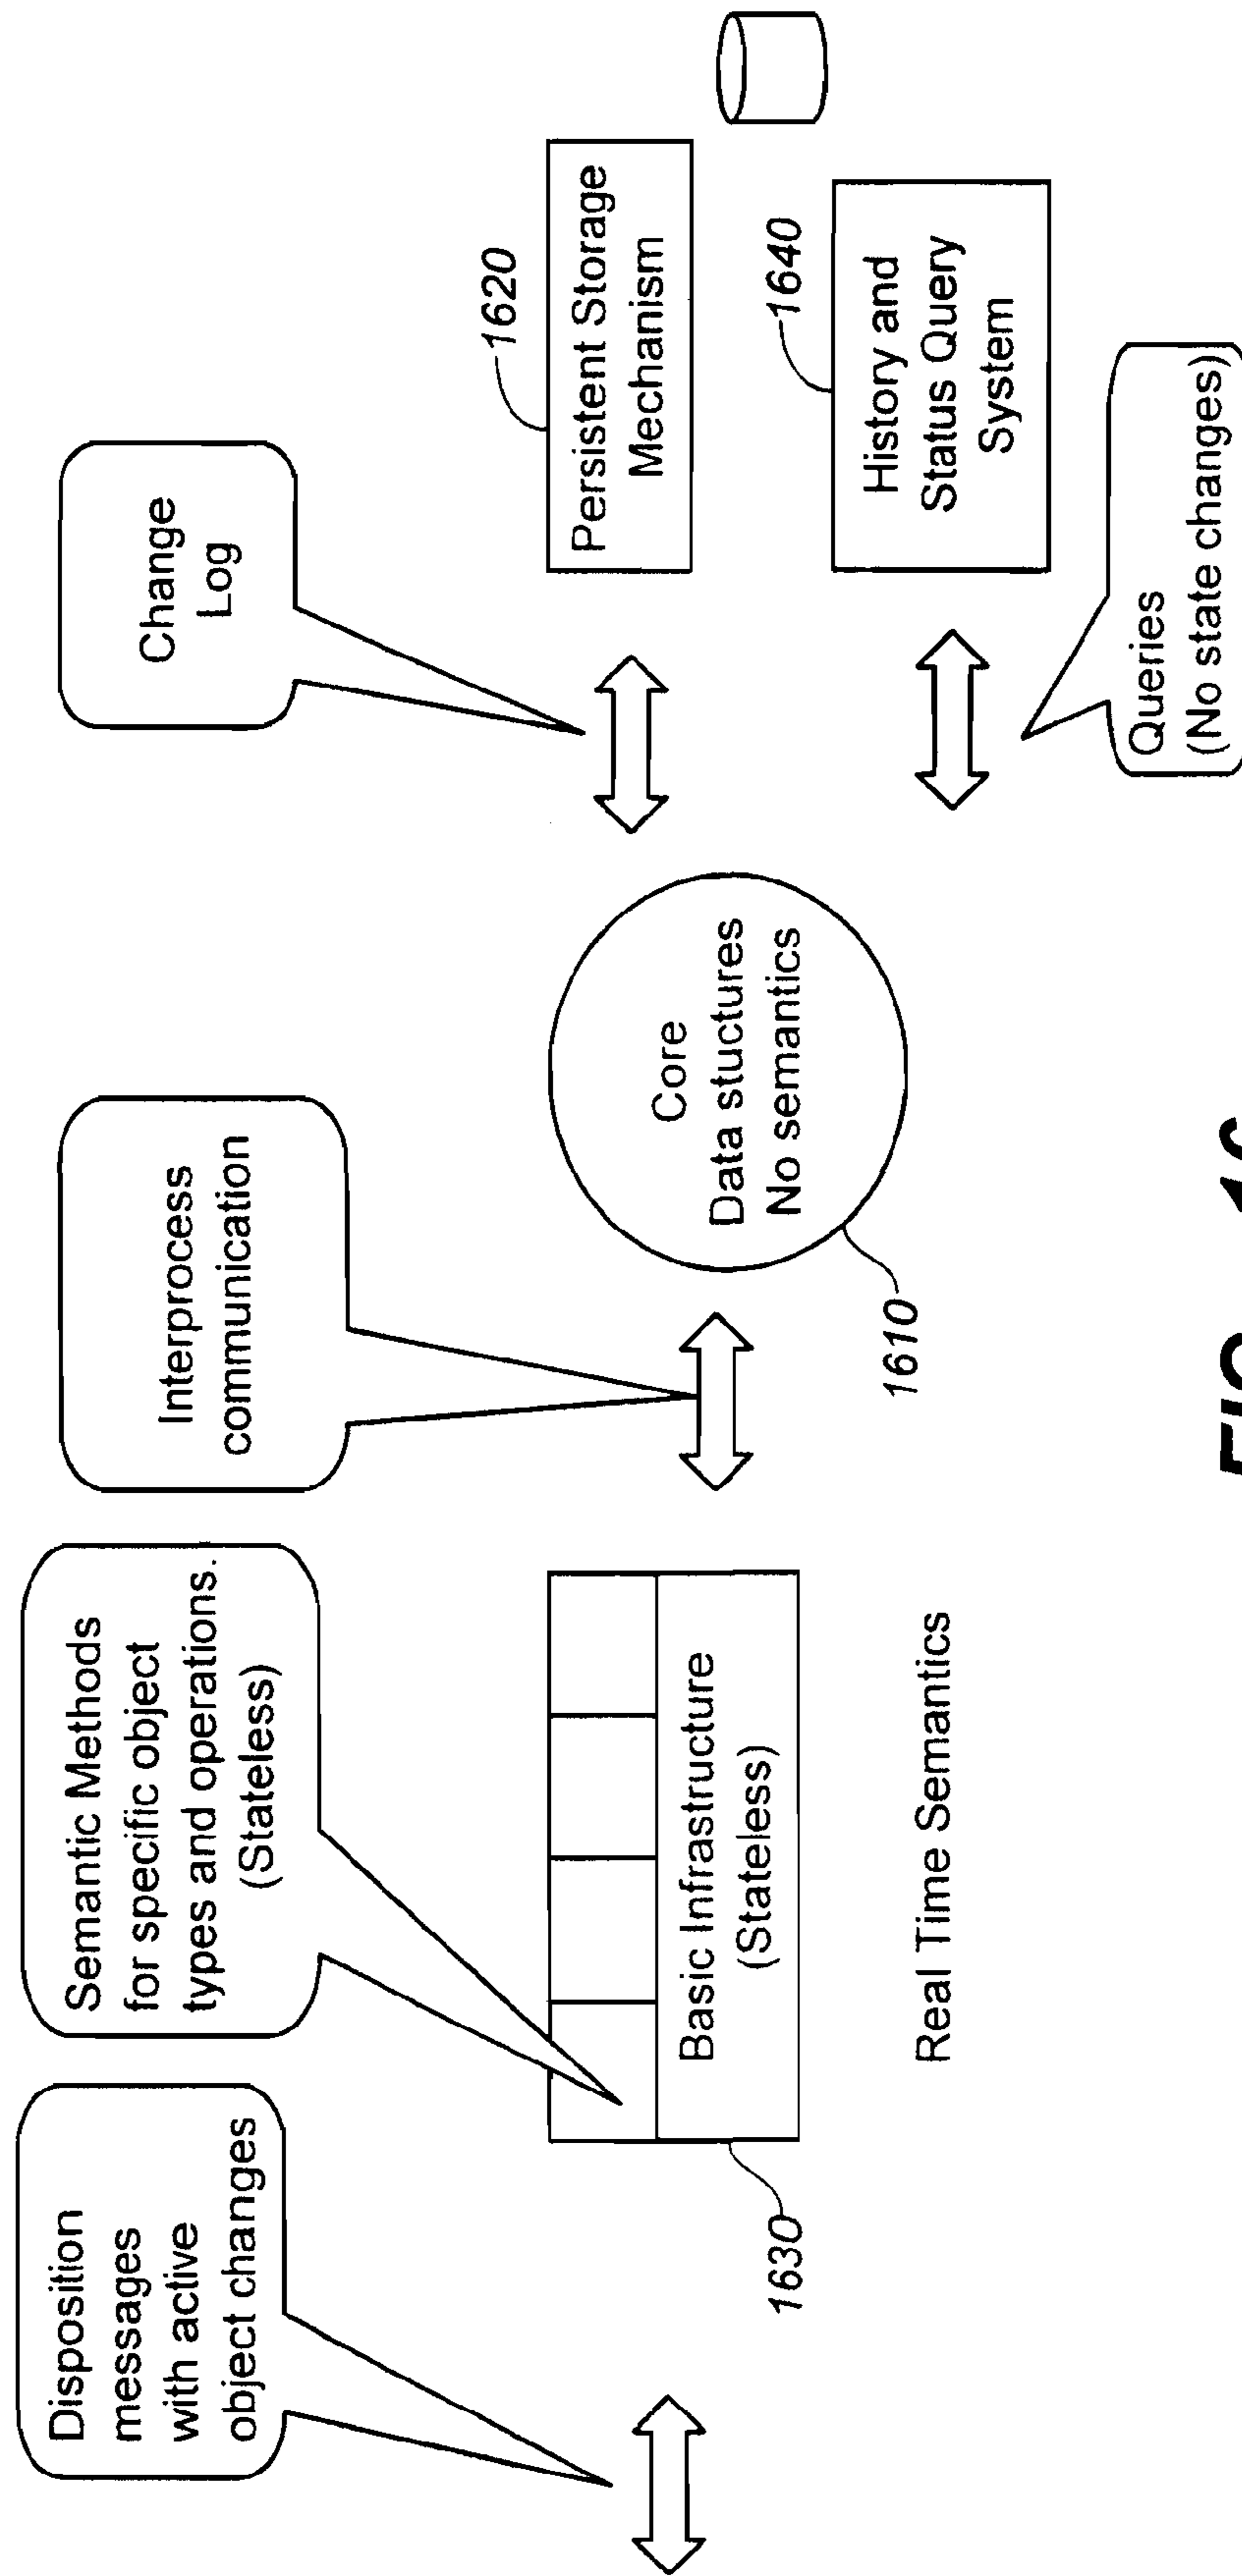 Disposition
messages
with active
object changes
Semantic Methods
for specific object
types and operations.
(Stateless)
Interprocess
communication
Change
Log
1620
Persistent Storage
Mechanism
1640
History and
Status Query
System
Queries
(No state changes)
Core
Data stuctures
No semantics
1610
Basic Infrastructure
(Stateless)
1630
Real Time Semantics
FIG. 16